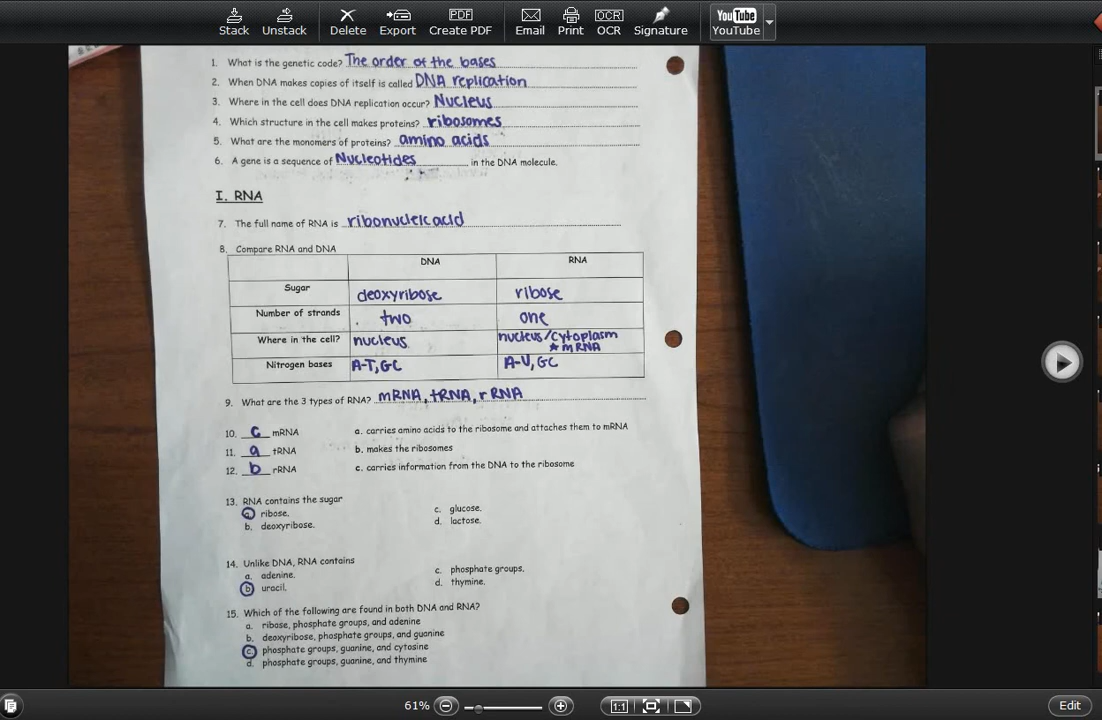 Stack Unstack Delete Export Create PDF Email Print OCR Signature YouTube
PDF OCR You Tube
1. What is the genetic code? The order of the bases
2. When DNA makes copies of itself is called DNA replication
3. Where in the cell does DNA replication occur? Nucleus
4. Which structure in the cell makes proteins? ribosomes
5. What are the monomers of proteins? amino acids
6. A gene is a sequence of Nucleotides in the DNA molecule.
I. RNA
7. The full name of RNA is ribonucleic acid
8. Compare RNA and DNA
DNA RNA
Sugar deoxyribose ribose
Number of strands two one
Where in the cell? nucleus nucleus/cytoplasm
★ mRNA
Nitrogen bases A-T, GC A-U, GC
9. What are the 3 types of RNA? mRNA, tRNA, rRNA
10. c mRNA a. carries amino acids to the ribosome and attaches them to mRNA
11. a tRNA b. makes the ribosomes
12. b rRNA c. carries information from the DNA to the ribosome
13. RNA contains the sugar
a. ribose. c. glucose.
b. deoxyribose. d. lactose.
14. Unlike DNA, RNA contains
a. adenine. c. phosphate groups.
b. uracil. d. thymine.
15. Which of the following are found in both DNA and RNA?
a. ribose, phosphate groups, and adenine
b. deoxyribose, phosphate groups, and guanine
c. phosphate groups, guanine, and cytosine
d. phosphate groups, guanine, and thymine
61% 1:1 Edit